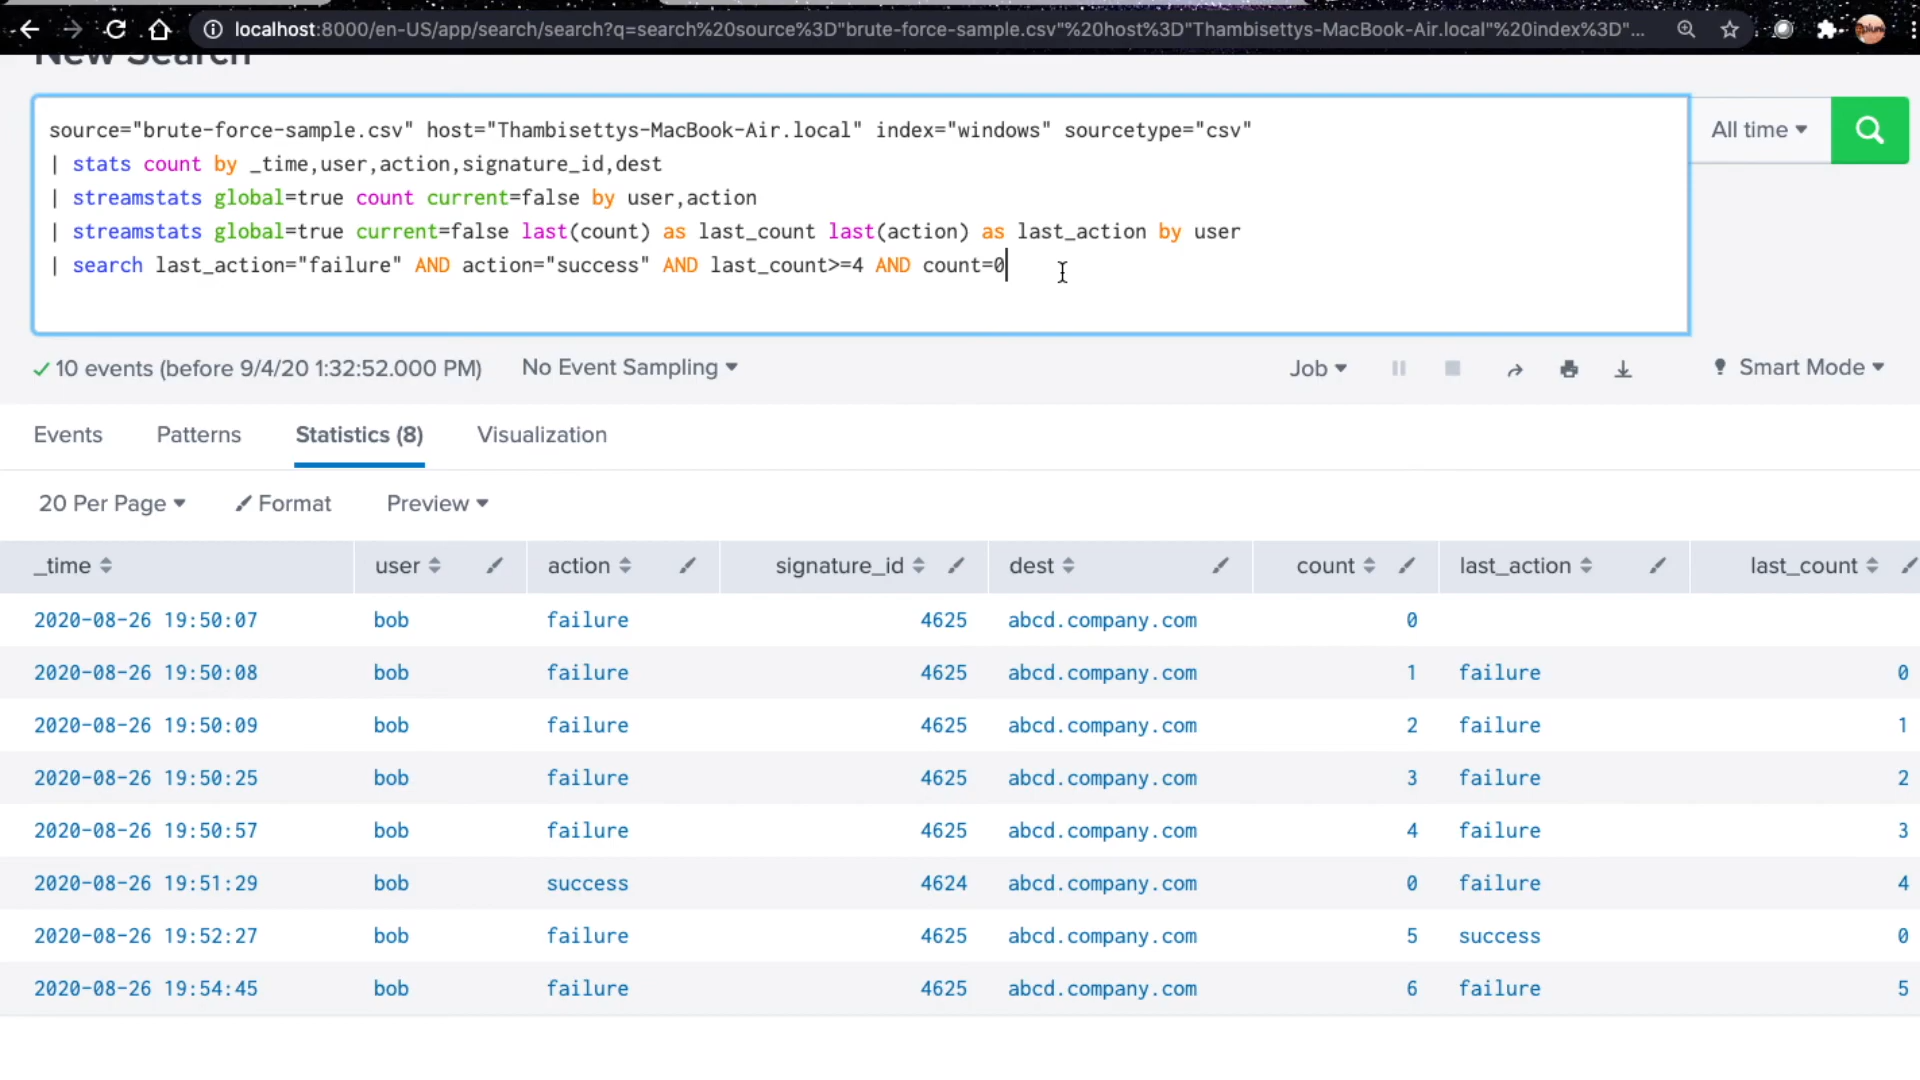 localhost:8000/en-US/app/search/search?q=search%20source%3D"brute-force-sample.csv"%20host%3D"Thambisettys-MacBook-Air.local"%20index%3D"...
New Search
source="brute-force-sample.csv" host="Thambisettys-MacBook-Air.local" index="windows" sourcetype="csv"
| stats count by _time,user,action,signature_id,dest
| streamstats global=true count current=false by user,action
| streamstats global=true current=false last(count) as last_count last(action) as last_action by user
| search last_action="failure" AND action="success" AND last_count>=4 AND count=0
All time
10 events (before 9/4/20 1:32:52.000 PM) No Event Sampling Job Smart Mode
Events Patterns Statistics (8) Visualization
20 Per Page Format Preview
_time user action signature_id dest count last_action last_count
2020-08-26 19:50:07 bob failure 4625 abcd.company.com 0
2020-08-26 19:50:08 bob failure 4625 abcd.company.com 1 failure 0
2020-08-26 19:50:09 bob failure 4625 abcd.company.com 2 failure 1
2020-08-26 19:50:25 bob failure 4625 abcd.company.com 3 failure 2
2020-08-26 19:50:57 bob failure 4625 abcd.company.com 4 failure 3
2020-08-26 19:51:29 bob success 4624 abcd.company.com 0 failure 4
2020-08-26 19:52:27 bob failure 4625 abcd.company.com 5 success 0
2020-08-26 19:54:45 bob failure 4625 abcd.company.com 6 failure 5